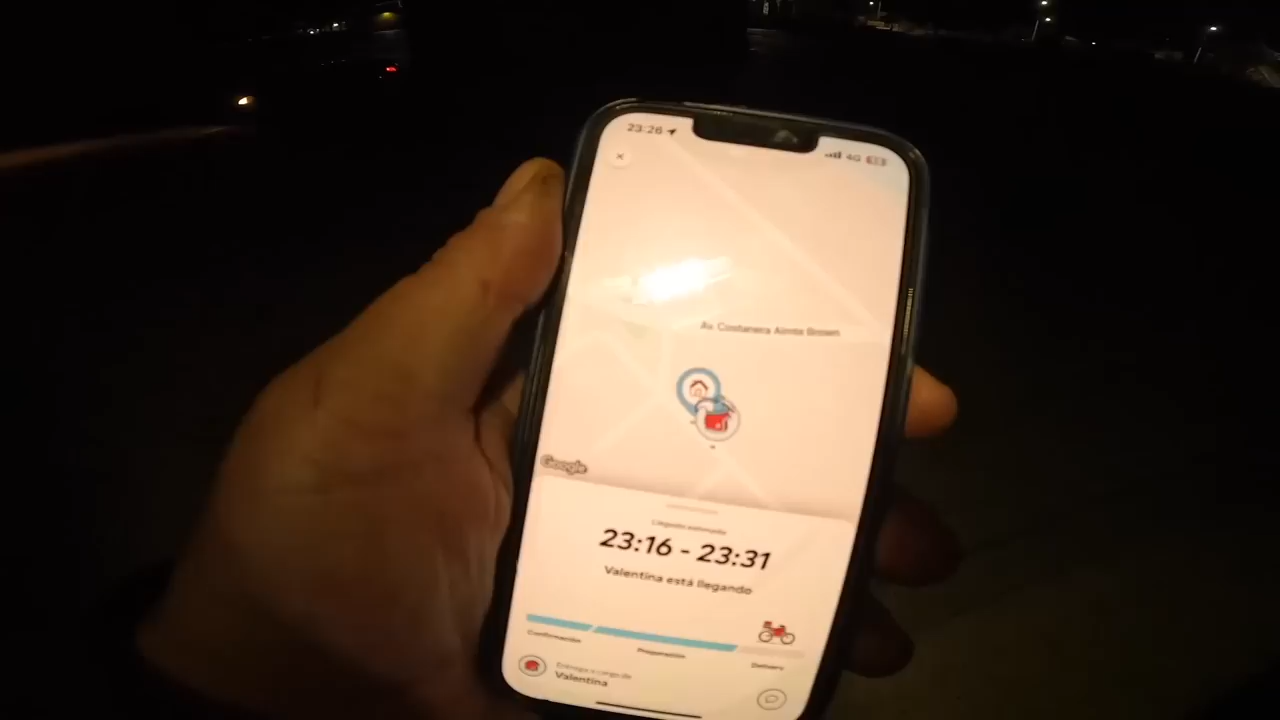 23:26
4G
Av. Costanera Almte Brown
Google
Llegada estimada
23:16 - 23:31
Valentina está llegando
Confirmación
Preparación
Delivery
Entrega a cargo de
Valentina